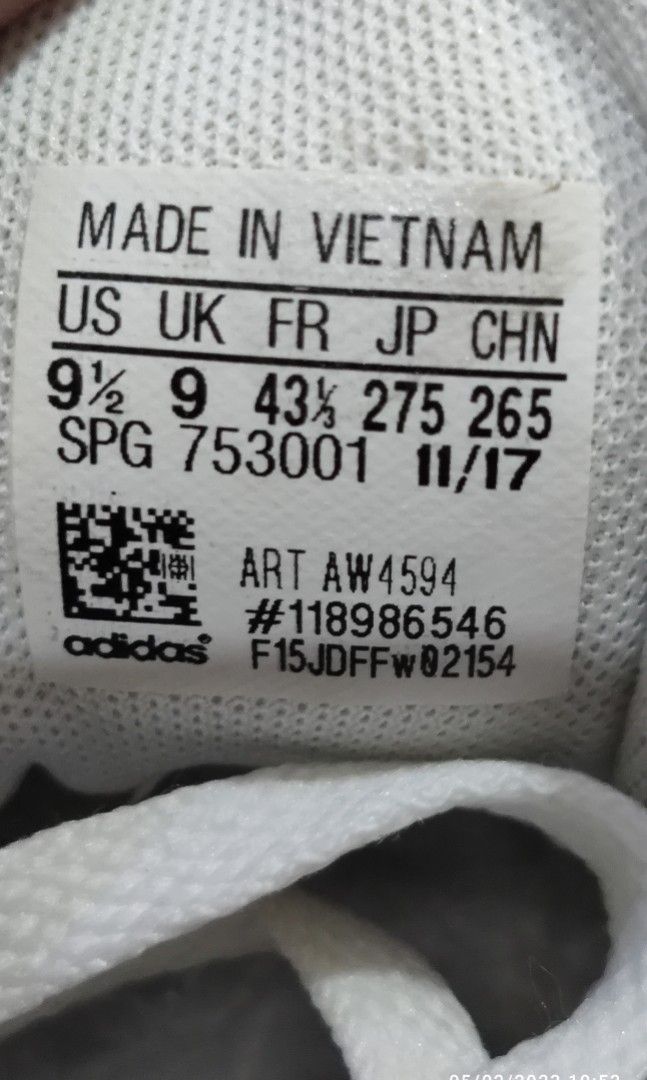 MADE IN VIETNAM
US UK FR JP CHN
9½ 9 43⅓ 275 265
SPG 753001 11/17
ART AW4594
#118986546
adidas®
F15JDFFw02154